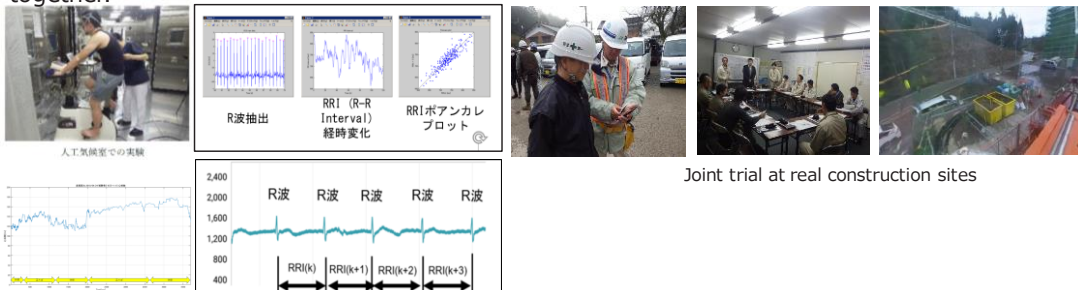 together.
人工気候室での実験
R波抽出
RRI (R-R
Interval)
経時変化
RRIポアンカレ
プロット
Joint trial at real construction sites
2,400
2,000
1,600
1,200
800
400
R波 R波 R波 R波 R波
RRI(k) RRI(k+1) RRI(k+2) RRI(k+3)